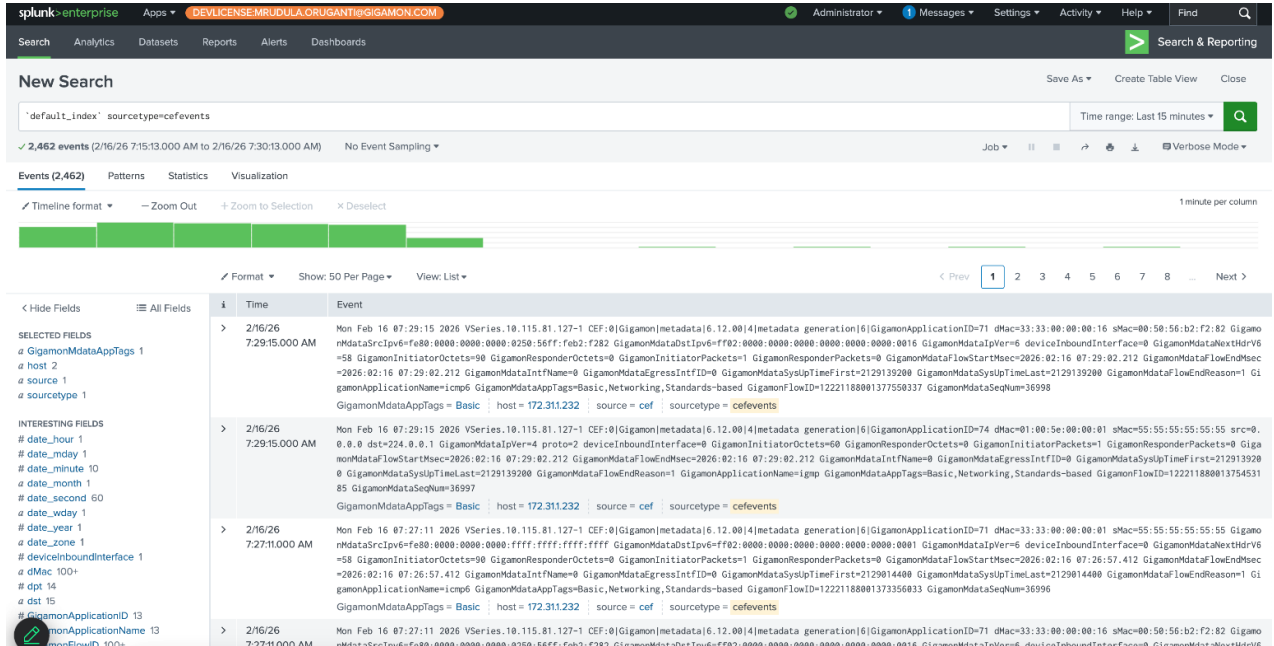 splunk>enterprise Apps ▾ DEVLICENSE:MRUDULA.ORUGANTI@GIGAMON.COM Administrator ▾ 1 Messages ▾ Settings ▾ Activity ▾ Help ▾ Find
Search Analytics Datasets Reports Alerts Dashboards Search & Reporting
New Search Save As ▾ Create Table View Close
`default_index` sourcetype=cefevents Time range: Last 15 minutes ▾
✓ 2,462 events (2/16/26 7:15:13.000 AM to 2/16/26 7:30:13.000 AM) No Event Sampling ▾ Job ▾ Verbose Mode ▾
Events (2,462) Patterns Statistics Visualization
Timeline format ▾ — Zoom Out + Zoom to Selection × Deselect 1 minute per column
Format ▾ Show: 50 Per Page ▾ View: List ▾ < Prev 1 2 3 4 5 6 7 8 ... Next >
< Hide Fields All Fields
SELECTED FIELDS
a GigamonMdataAppTags 1
a host 2
a source 1
a sourcetype 1
INTERESTING FIELDS
# date_hour 1
# date_mday 1
# date_minute 10
a date_month 1
# date_second 60
a date_wday 1
# date_year 1
a date_zone 1
# deviceInboundInterface 1
a dMac 100+
# dpt 14
a dst 15
# GigamonApplicationID 13
monApplicationName 13
monFlowID 100+
i Time Event
> 2/16/26
7:29:15.000 AM
Mon Feb 16 07:29:15 2026 VSeries.10.115.81.127-1 CEF:0|Gigamon|metadata|6.12.00|4|metadata generation|6|GigamonApplicationID=71 dMac=33:33:00:00:00:16 sMac=00:50:56:b2:f2:82 Gigamo
nMdataSrcIpv6=fe80:0000:0000:0000:0250:56ff:feb2:f282 GigamonMdataDstIpv6=ff02:0000:0000:0000:0000:0000:0000:0016 GigamonMdataIpVer=6 deviceInboundInterface=0 GigamonMdataNextHdrV6
=58 GigamonInitiatorOctets=90 GigamonResponderOctets=0 GigamonInitiatorPackets=1 GigamonResponderPackets=0 GigamonMdataFlowStartMsec=2026:02:16 07:29:02.212 GigamonMdataFlowEndMsec
=2026:02:16 07:29:02.212 GigamonMdataIntfName=0 GigamonMdataEgressIntfID=0 GigamonMdataSysUpTimeFirst=2129139200 GigamonMdataSysUpTimeLast=2129139200 GigamonMdataFlowEndReason=1 Gi
gamonApplicationName=icmp6 GigamonMdataAppTags=Basic,Networking,Standards-based GigamonFlowID=12221188001377550337 GigamonMdataSeqNum=36998
GigamonMdataAppTags = Basic host = 172.31.1.232 source = cef sourcetype = cefevents
> 2/16/26
7:29:15.000 AM
Mon Feb 16 07:29:15 2026 VSeries.10.115.81.127-1 CEF:0|Gigamon|metadata|6.12.00|4|metadata generation|6|GigamonApplicationID=74 dMac=01:00:5e:00:00:01 sMac=55:55:55:55:55:55 src=0.
0.0.0 dst=224.0.0.1 GigamonMdataIpVer=4 proto=2 deviceInboundInterface=0 GigamonInitiatorOctets=60 GigamonResponderOctets=0 GigamonInitiatorPackets=1 GigamonResponderPackets=0 Giga
monMdataFlowStartMsec=2026:02:16 07:29:02.212 GigamonMdataFlowEndMsec=2026:02:16 07:29:02.212 GigamonMdataIntfName=0 GigamonMdataEgressIntfID=0 GigamonMdataSysUpTimeFirst=212913920
0 GigamonMdataSysUpTimeLast=2129139200 GigamonMdataFlowEndReason=1 GigamonApplicationName=igmp GigamonMdataAppTags=Basic,Networking,Standards-based GigamonFlowID=122211880013754531
85 GigamonMdataSeqNum=36997
GigamonMdataAppTags = Basic host = 172.31.1.232 source = cef sourcetype = cefevents
> 2/16/26
7:27:11.000 AM
Mon Feb 16 07:27:11 2026 VSeries.10.115.81.127-1 CEF:0|Gigamon|metadata|6.12.00|4|metadata generation|6|GigamonApplicationID=71 dMac=33:33:00:00:00:01 sMac=55:55:55:55:55:55 Gigamo
nMdataSrcIpv6=fe80:0000:0000:0000:ffff:ffff:ffff:ffff GigamonMdataDstIpv6=ff02:0000:0000:0000:0000:0000:0000:0001 GigamonMdataIpVer=6 deviceInboundInterface=0 GigamonMdataNextHdrV6
=58 GigamonInitiatorOctets=90 GigamonResponderOctets=0 GigamonInitiatorPackets=1 GigamonResponderPackets=0 GigamonMdataFlowStartMsec=2026:02:16 07:26:57.412 GigamonMdataFlowEndMsec
=2026:02:16 07:26:57.412 GigamonMdataIntfName=0 GigamonMdataEgressIntfID=0 GigamonMdataSysUpTimeFirst=2129014400 GigamonMdataSysUpTimeLast=2129014400 GigamonMdataFlowEndReason=1 Gi
gamonApplicationName=icmp6 GigamonMdataAppTags=Basic,Networking,Standards-based GigamonFlowID=12221188001373356033 GigamonMdataSeqNum=36996
GigamonMdataAppTags = Basic host = 172.31.1.232 source = cef sourcetype = cefevents
> 2/16/26
7:27:11.000 AM
Mon Feb 16 07:27:11 2026 VSeries.10.115.81.127-1 CEF:0|Gigamon|metadata|6.12.00|4|metadata generation|6|GigamonApplicationID=71 dMac=33:33:00:00:00:16 sMac=00:50:56:b2:f2:82 Gigamo